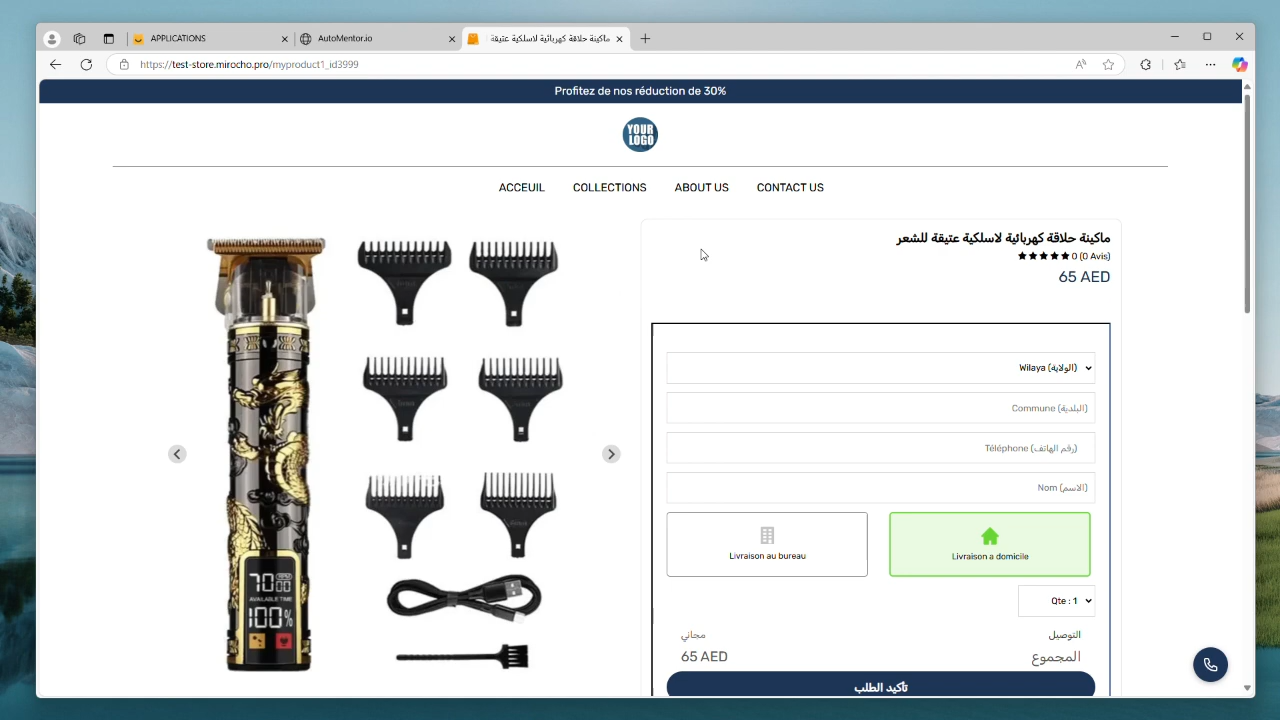 APPLICATIONS
AutoMentor.io
ماكينة حلاقة كهربائية لاسلكية عتيقة
https://test-store.mirocho.pro/myproduct1_id3999
Profitez de nos réduction de 30%
YOUR
LOGO
ACCEUIL
COLLECTIONS
ABOUT US
CONTACT US
ماكينة حلاقة كهربائية لاسلكية عتيقة للشعر
0 (0 Avis)
65 AED
Wilaya (الولاية)
Commune (البلدية)
Téléphone (رقم الهاتف)
Nom (الاسم)
Livraison au bureau
Livraison a domicile
Qte : 1
التوصيل
مجاني
المجموع
65 AED
تأكيد الطلب
AVAILABLE TIME
100%